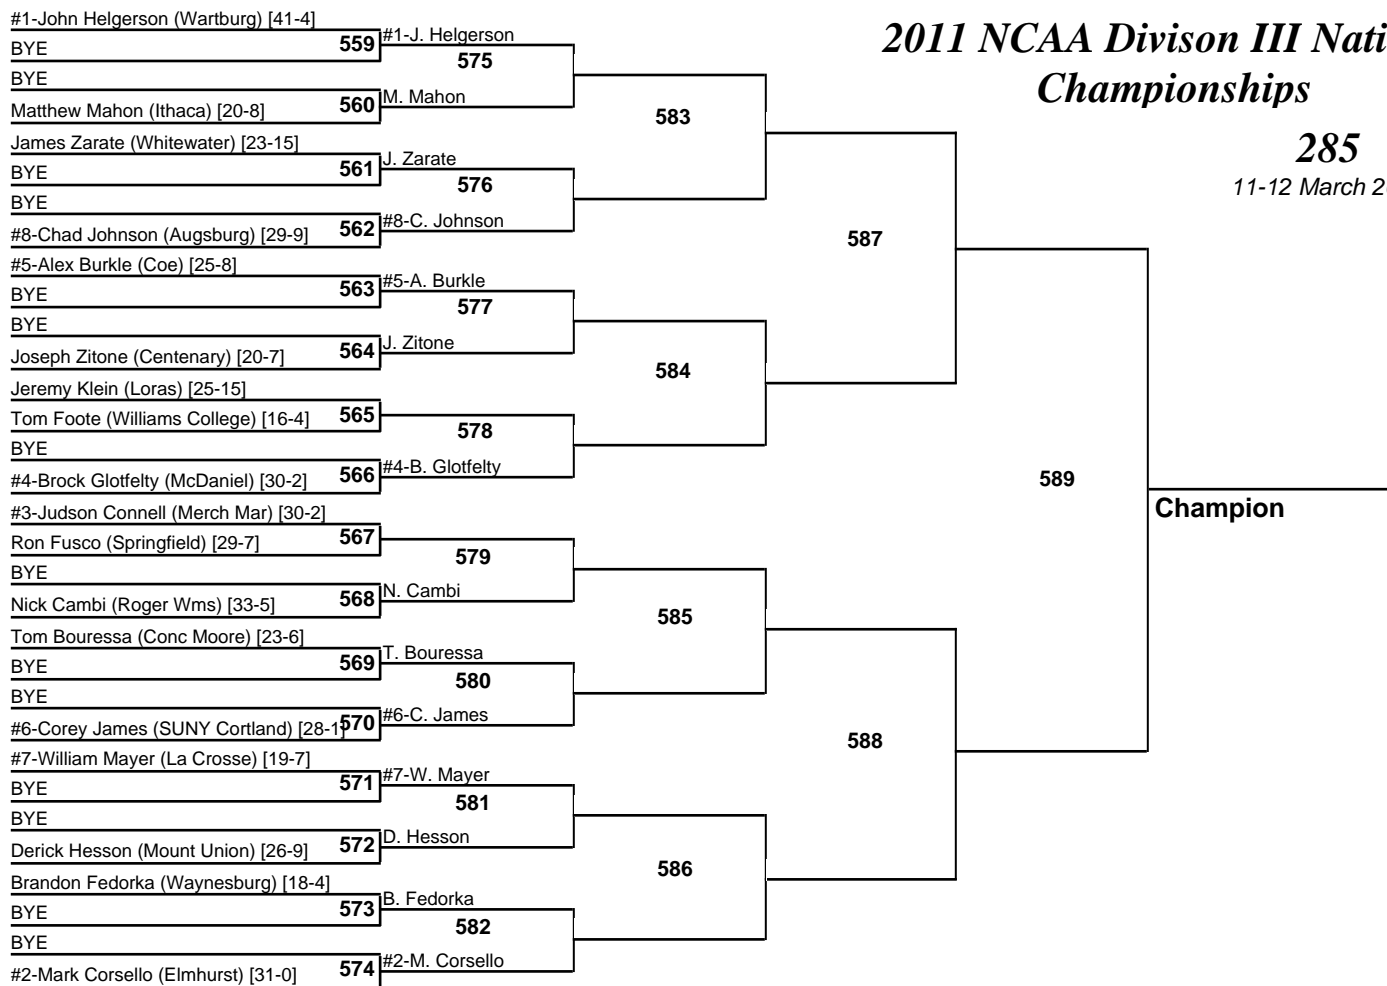 #1-John Helgerson (Wartburg) [41-4]
BYE
559
#1-J. Helgerson
575
BYE
Matthew Mahon (Ithaca) [20-8]
560
M. Mahon
583
James Zarate (Whitewater) [23-15]
BYE
561
J. Zarate
576
BYE
#8-Chad Johnson (Augsburg) [29-9]
562
#8-C. Johnson
587
#5-Alex Burkle (Coe) [25-8]
BYE
563
#5-A. Burkle
577
BYE
Joseph Zitone (Centenary) [20-7]
564
J. Zitone
584
Jeremy Klein (Loras) [25-15]
Tom Foote (Williams College) [16-4]
565
578
BYE
#4-Brock Glotfelty (McDaniel) [30-2]
566
#4-B. Glotfelty
589
#3-Judson Connell (Merch Mar) [30-2]
Ron Fusco (Springfield) [29-7]
567
579
BYE
Nick Cambi (Roger Wms) [33-5]
568
N. Cambi
585
Tom Bouressa (Conc Moore) [23-6]
BYE
569
T. Bouressa
580
BYE
#6-Corey James (SUNY Cortland) [28-1]
570
#6-C. James
588
#7-William Mayer (La Crosse) [19-7]
BYE
571
#7-W. Mayer
581
BYE
Derick Hesson (Mount Union) [26-9]
572
D. Hesson
586
Brandon Fedorka (Waynesburg) [18-4]
BYE
573
B. Fedorka
582
BYE
#2-Mark Corsello (Elmhurst) [31-0]
574
#2-M. Corsello
2011 NCAA Divison III Nati
Championships
285
11-12 March 2
Champion